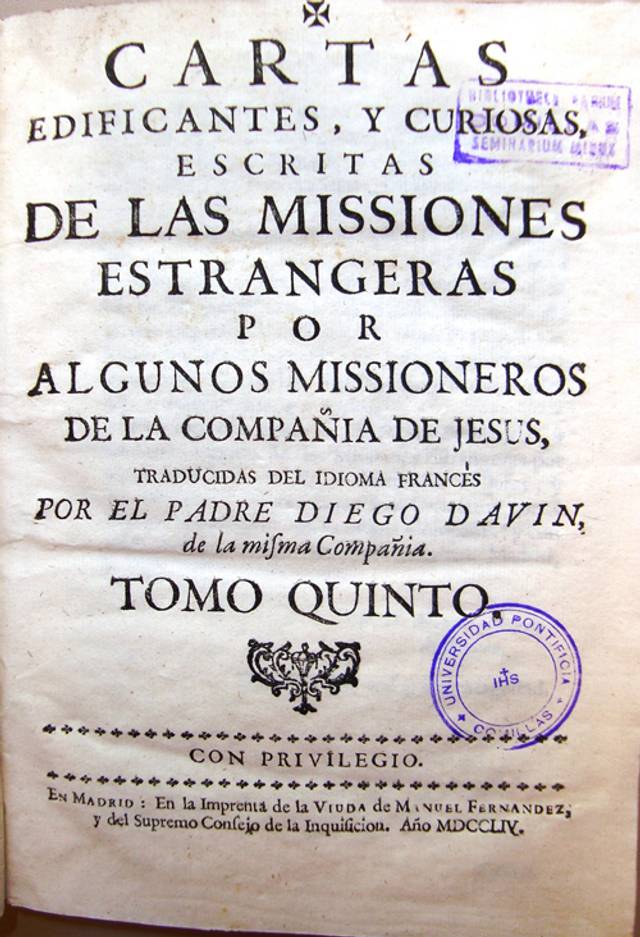 CARTAS
EDIFICANTES, Y CURIOSAS,
ESCRITAS
DE LAS MISSIONES
ESTRANGERAS
POR
ALGUNOS MISSIONEROS
DE LA COMPAÑIA DE JESUS,
TRADUCIDAS DEL IDIOMA FRANCÈS
POR EL PADRE DIEGO DAVIN,
de la miſma Compañia.
TOMO QUINTO.
UNIVERSIDAD PONTIFICIA
IHS
COMILLAS
CON PRIVILEGIO.
EN MADRID: En la Imprenta de la VIUDA de MANUEL FERNANDEZ,
y del Supremo Conſejo de la Inquiſicion. Año MDCCLIV.
BIBLIOTHECA
SEMINARIUM